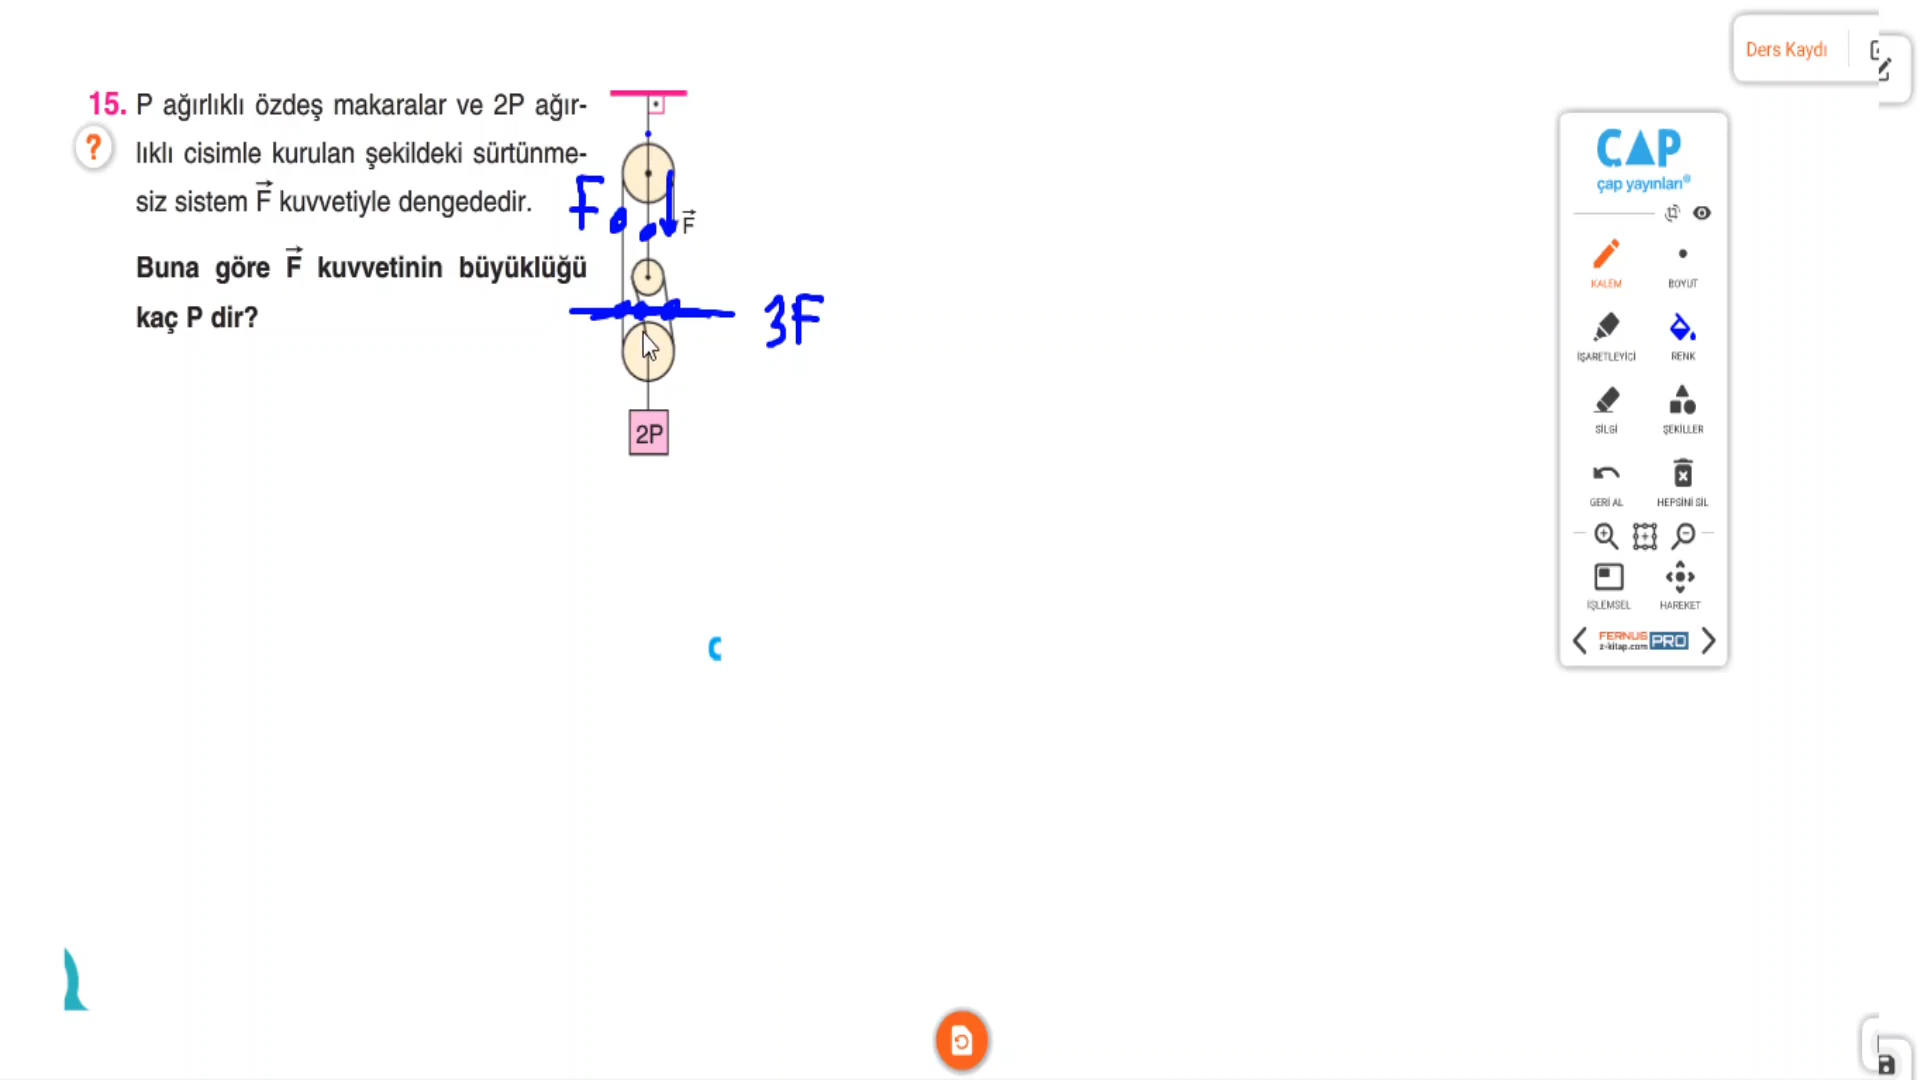 Ders Kaydı
15. P ağırlıklı özdeş makaralar ve 2P ağır-
lıklı cisimle kurulan şekildeki sürtünme-
siz sistem F kuvvetiyle dengededir.
Buna göre F kuvvetinin büyüklüğü
kaç P dir?
?
F
F
3F
2P
ÇAP
çap yayınları®
KALEM
BOYUT
İŞARETLEYİCİ
RENK
SİLGİ
ŞEKİLLER
GERİ AL
HEPSİNİ SİL
İŞLEMSEL
HAREKET
FERNUS PRO
z-kitap.com